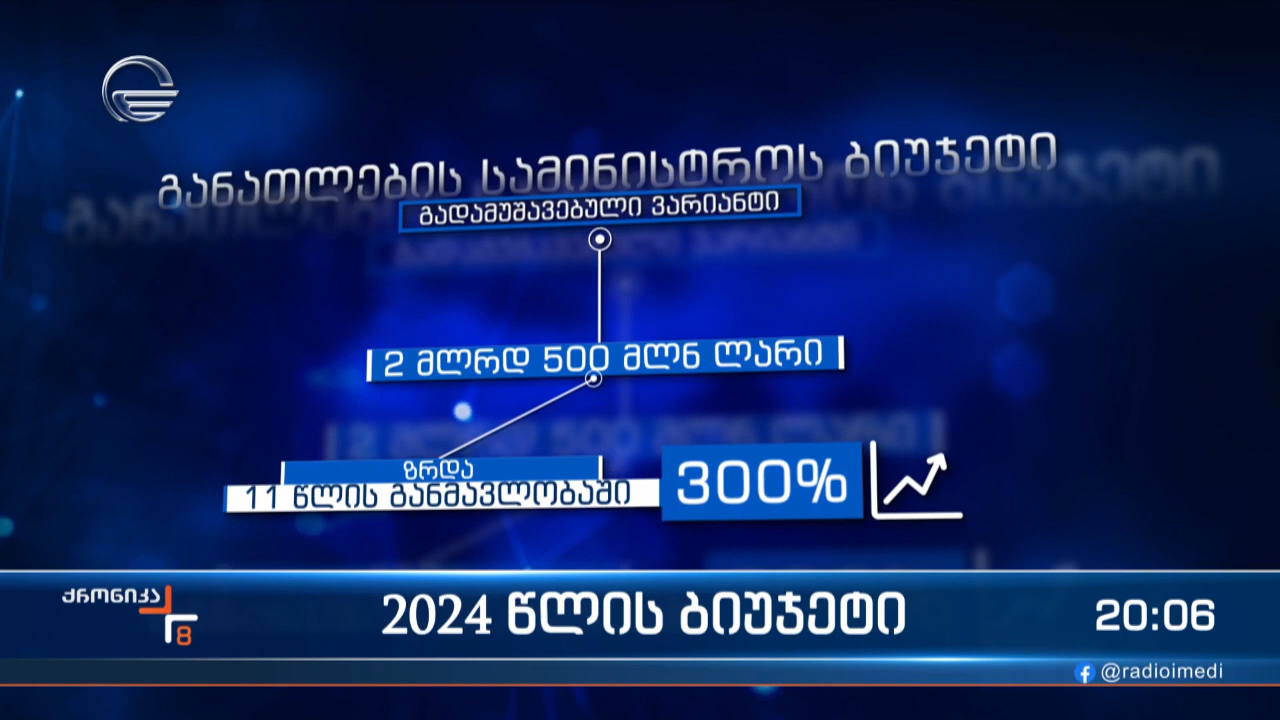 განათლების სამინისტროს ბიუჯეტი
გადამუშავებული ვარიანტი
2 მლრდ 500 მლნ ლარი
ზრდა
11 წლის განმავლობაში
300%
ქრონიკა
8
2024 წლის ბიუჯეტი
20:06
@radioimedi